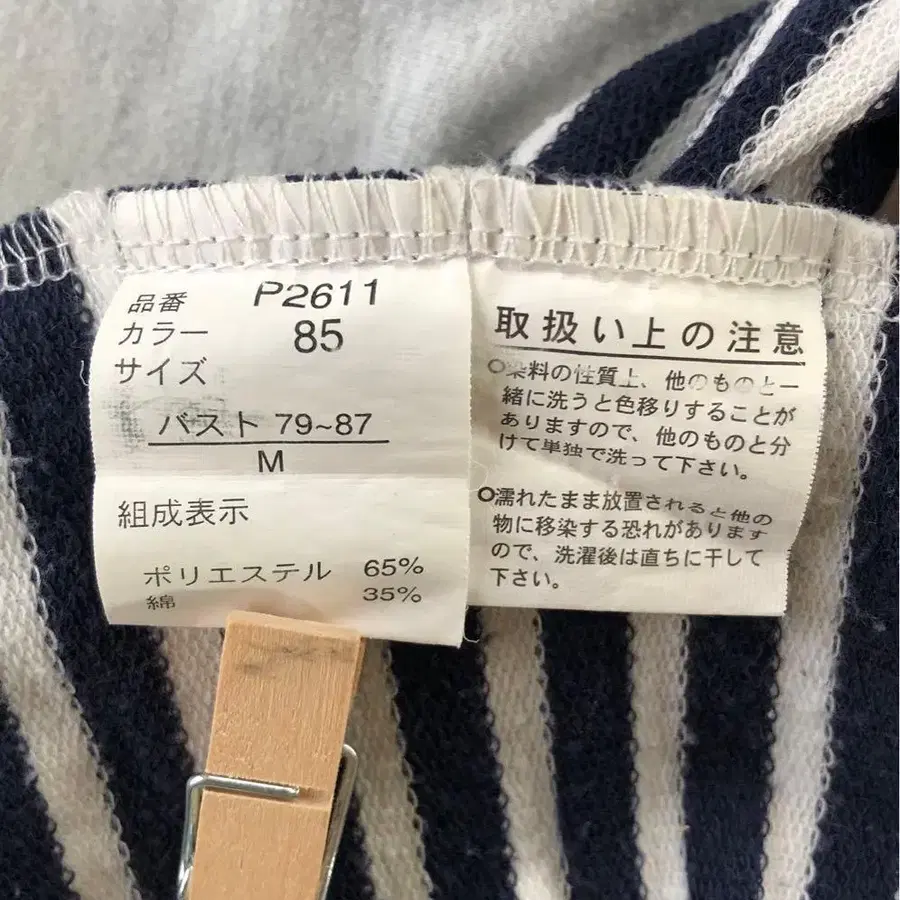 品番 P2611
カラー 85
サイズ
バスト 79~87
M
組成表示
ポリエステル 65%
綿 35%
取扱い上の注意
○染料の性質上、他のものと一
緒に洗うと色移りすることが
ありますので、他のものと分
けて単独で洗って下さい。
○濡れたまま放置されると他の
物に移染する恐れがあります
ので、洗濯後は直ちに干して
下さい。